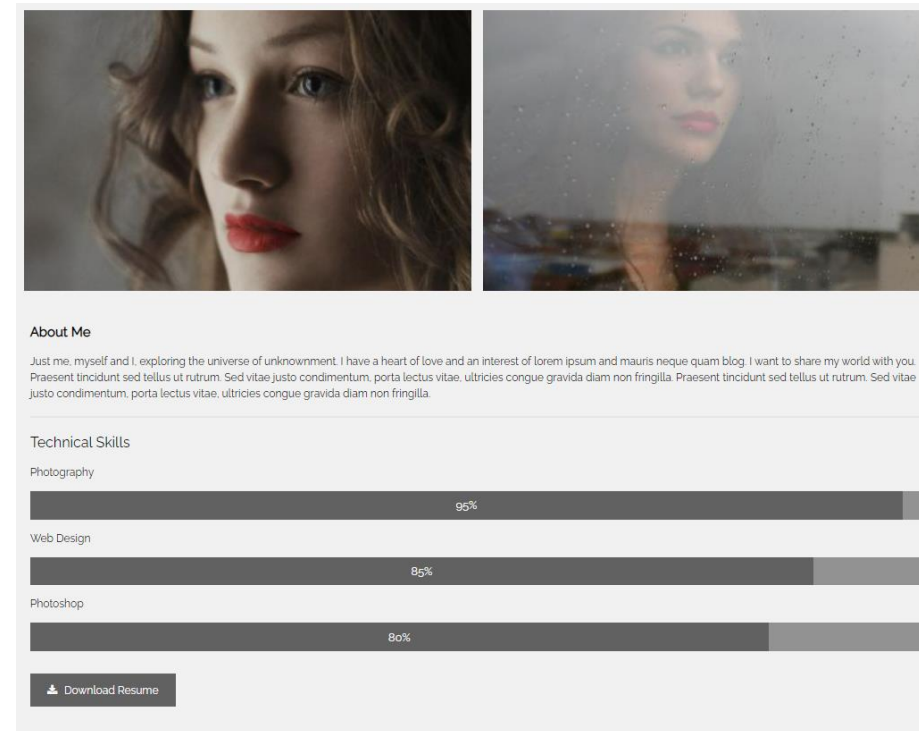 About Me
Just me, myself and I, exploring the universe of unknownment. I have a heart of love and an interest of lorem ipsum and mauris neque quam blog. I want to share my world with you.
Praesent tincidunt sed tellus ut rutrum. Sed vitae justo condimentum, porta lectus vitae, ultricies congue gravida diam non fringilla. Praesent tincidunt sed tellus ut rutrum. Sed vitae
justo condimentum, porta lectus vitae, ultricies congue gravida diam non fringilla.
Technical Skills
Photography
95%
Web Design
85%
Photoshop
80%
Download Resume